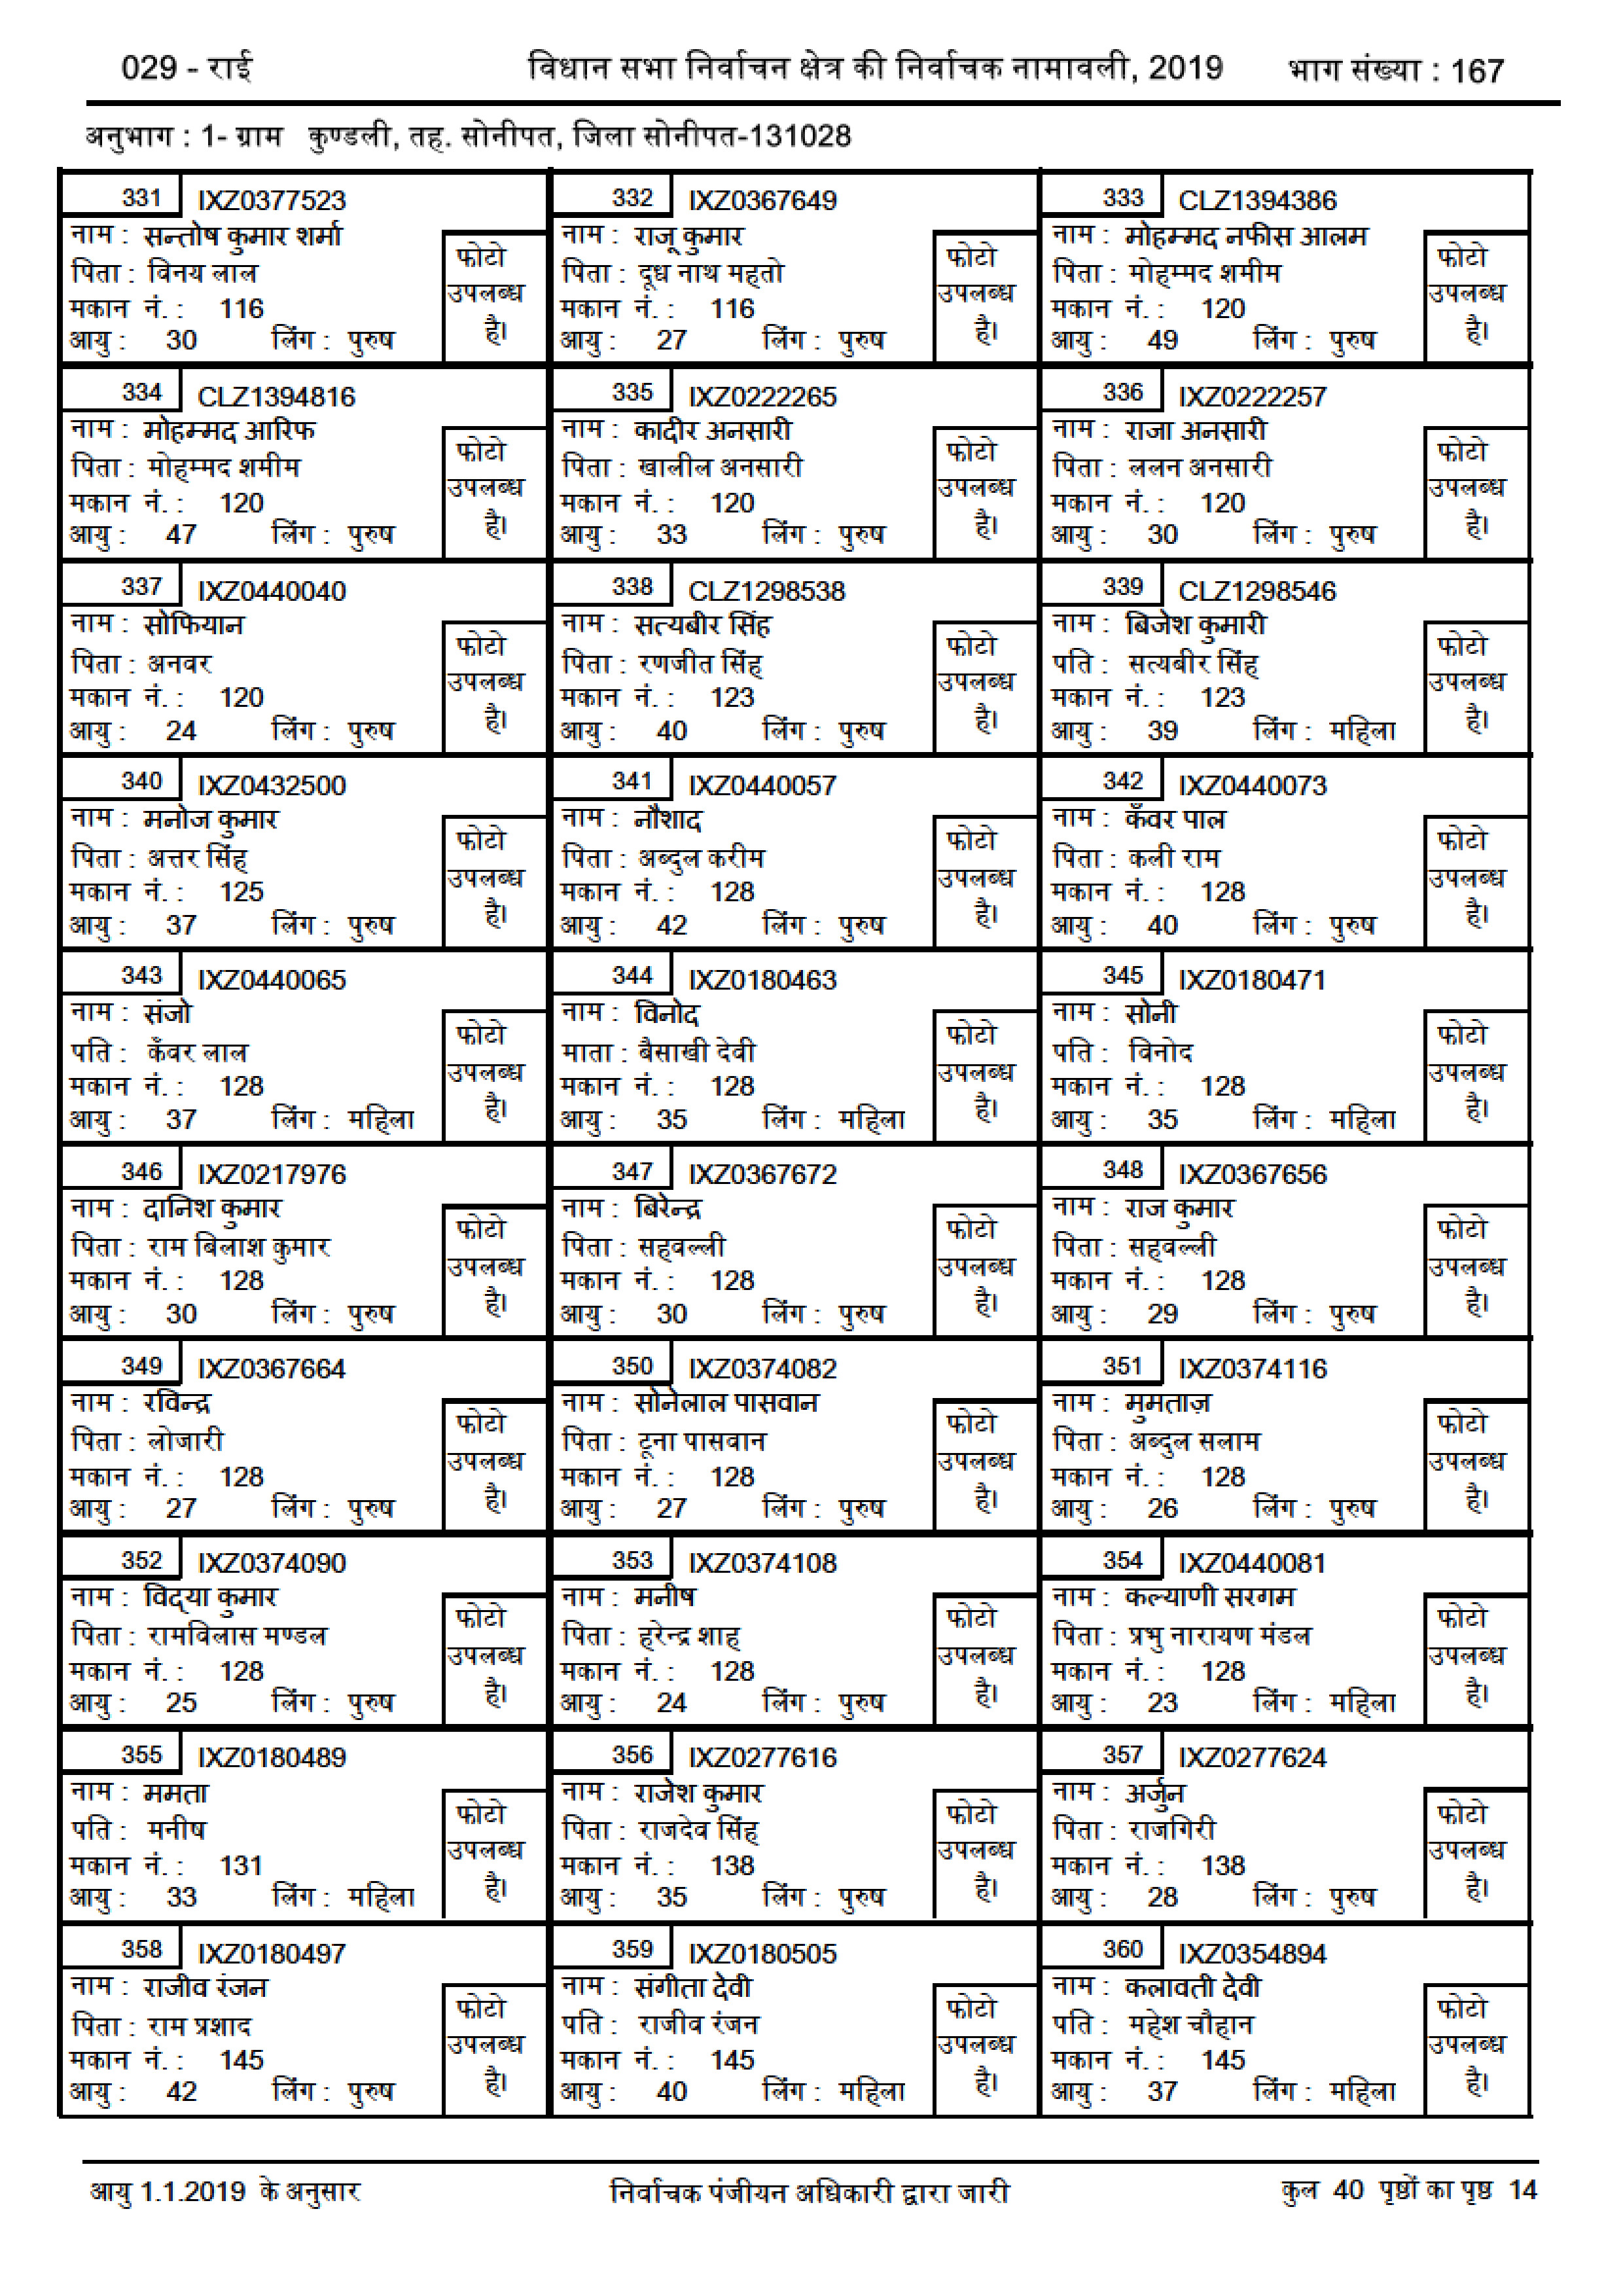 029 - राई विधान सभा निर्वाचन क्षेत्र की निर्वाचक नामावली, 2019 भाग संख्या : 167
अनुभाग : 1- ग्राम कुण्डली, तह. सोनीपत, जिला सोनीपत-131028
331 IXZ0377523
नाम : सन्तोष कुमार शर्मा
पिता : विनय लाल
मकान नं. : 116
आयु : 30 लिंग : पुरुष
फोटो
उपलब्ध
है।
332 IXZ0367649
नाम : राजू कुमार
पिता : दूध नाथ महतो
मकान नं. : 116
आयु : 27 लिंग : पुरुष
फोटो
उपलब्ध
है।
333 CLZ1394386
नाम : मोहम्मद नफीस आलम
पिता : मोहम्मद शमीम
मकान नं. : 120
आयु : 49 लिंग : पुरुष
फोटो
उपलब्ध
है।
334 CLZ1394816
नाम : मोहम्मद आरिफ
पिता : मोहम्मद शमीम
मकान नं. : 120
आयु : 47 लिंग : पुरुष
फोटो
उपलब्ध
है।
335 IXZ0222265
नाम : कादीर अनसारी
पिता : खालील अनसारी
मकान नं. : 120
आयु : 33 लिंग : पुरुष
फोटो
उपलब्ध
है।
336 IXZ0222257
नाम : राजा अनसारी
पिता : ललन अनसारी
मकान नं. : 120
आयु : 30 लिंग : पुरुष
फोटो
उपलब्ध
है।
337 IXZ0440040
नाम : सोफियान
पिता : अनवर
मकान नं. : 120
आयु : 24 लिंग : पुरुष
फोटो
उपलब्ध
है।
338 CLZ1298538
नाम : सत्यबीर सिंह
पिता : रणजीत सिंह
मकान नं. : 123
आयु : 40 लिंग : पुरुष
फोटो
उपलब्ध
है।
339 CLZ1298546
नाम : बिजेश कुमारी
पति : सत्यबीर सिंह
मकान नं. : 123
आयु : 39 लिंग : महिला
फोटो
उपलब्ध
है।
340 IXZ0432500
नाम : मनोज कुमार
पिता : अत्तर सिंह
मकान नं. : 125
आयु : 37 लिंग : पुरुष
फोटो
उपलब्ध
है।
341 IXZ0440057
नाम : नौशाद
पिता : अब्दुल करीम
मकान नं. : 128
आयु : 42 लिंग : पुरुष
फोटो
उपलब्ध
है।
342 IXZ0440073
नाम : कँवर पाल
पिता : कली राम
मकान नं. : 128
आयु : 40 लिंग : पुरुष
फोटो
उपलब्ध
है।
343 IXZ0440065
नाम : संजो
पति : कँवर लाल
मकान नं. : 128
आयु : 37 लिंग : महिला
फोटो
उपलब्ध
है।
344 IXZ0180463
नाम : विनोद
माता : बैसाखी देवी
मकान नं. : 128
आयु : 35 लिंग : महिला
फोटो
उपलब्ध
है।
345 IXZ0180471
नाम : सोनी
पति : विनोद
मकान नं. : 128
आयु : 35 लिंग : महिला
फोटो
उपलब्ध
है।
346 IXZ0217976
नाम : दानिश कुमार
पिता : राम बिलाश कुमार
मकान नं. : 128
आयु : 30 लिंग : पुरुष
फोटो
उपलब्ध
है।
347 IXZ0367672
नाम : बिरेन्द्र
पिता : सहवल्ली
मकान नं. : 128
आयु : 30 लिंग : पुरुष
फोटो
उपलब्ध
है।
348 IXZ0367656
नाम : राज कुमार
पिता : सहवल्ली
मकान नं. : 128
आयु : 29 लिंग : पुरुष
फोटो
उपलब्ध
है।
349 IXZ0367664
नाम : रविन्द्र
पिता : लोजारी
मकान नं. : 128
आयु : 27 लिंग : पुरुष
फोटो
उपलब्ध
है।
350 IXZ0374082
नाम : सोनेलाल पासवान
पिता : टूना पासवान
मकान नं. : 128
आयु : 27 लिंग : पुरुष
फोटो
उपलब्ध
है।
351 IXZ0374116
नाम : मुमताज़
पिता : अब्दुल सलाम
मकान नं. : 128
आयु : 26 लिंग : पुरुष
फोटो
उपलब्ध
है।
352 IXZ0374090
नाम : विद्या कुमार
पिता : रामविलास मण्डल
मकान नं. : 128
आयु : 25 लिंग : पुरुष
फोटो
उपलब्ध
है।
353 IXZ0374108
नाम : मनीष
पिता : हरेन्द्र शाह
मकान नं. : 128
आयु : 24 लिंग : पुरुष
फोटो
उपलब्ध
है।
354 IXZ0440081
नाम : कल्याणी सरगम
पिता : प्रभु नारायण मंडल
मकान नं. : 128
आयु : 23 लिंग : महिला
फोटो
उपलब्ध
है।
355 IXZ0180489
नाम : ममता
पति : मनीष
मकान नं. : 131
आयु : 33 लिंग : महिला
फोटो
उपलब्ध
है।
356 IXZ0277616
नाम : राजेश कुमार
पिता : राजदेव सिंह
मकान नं. : 138
आयु : 35 लिंग : पुरुष
फोटो
उपलब्ध
है।
357 IXZ0277624
नाम : अर्जुन
पिता : राजगिरी
मकान नं. : 138
आयु : 28 लिंग : पुरुष
फोटो
उपलब्ध
है।
358 IXZ0180497
नाम : राजीव रंजन
पिता : राम प्रशाद
मकान नं. : 145
आयु : 42 लिंग : पुरुष
फोटो
उपलब्ध
है।
359 IXZ0180505
नाम : संगीता देवी
पति : राजीव रंजन
मकान नं. : 145
आयु : 40 लिंग : महिला
फोटो
उपलब्ध
है।
360 IXZ0354894
नाम : कलावती देवी
पति : महेश चौहान
मकान नं. : 145
आयु : 37 लिंग : महिला
फोटो
उपलब्ध
है।
आयु 1.1.2019 के अनुसार निर्वाचक पंजीयन अधिकारी द्वारा जारी कुल 40 पृष्ठों का पृष्ठ 14